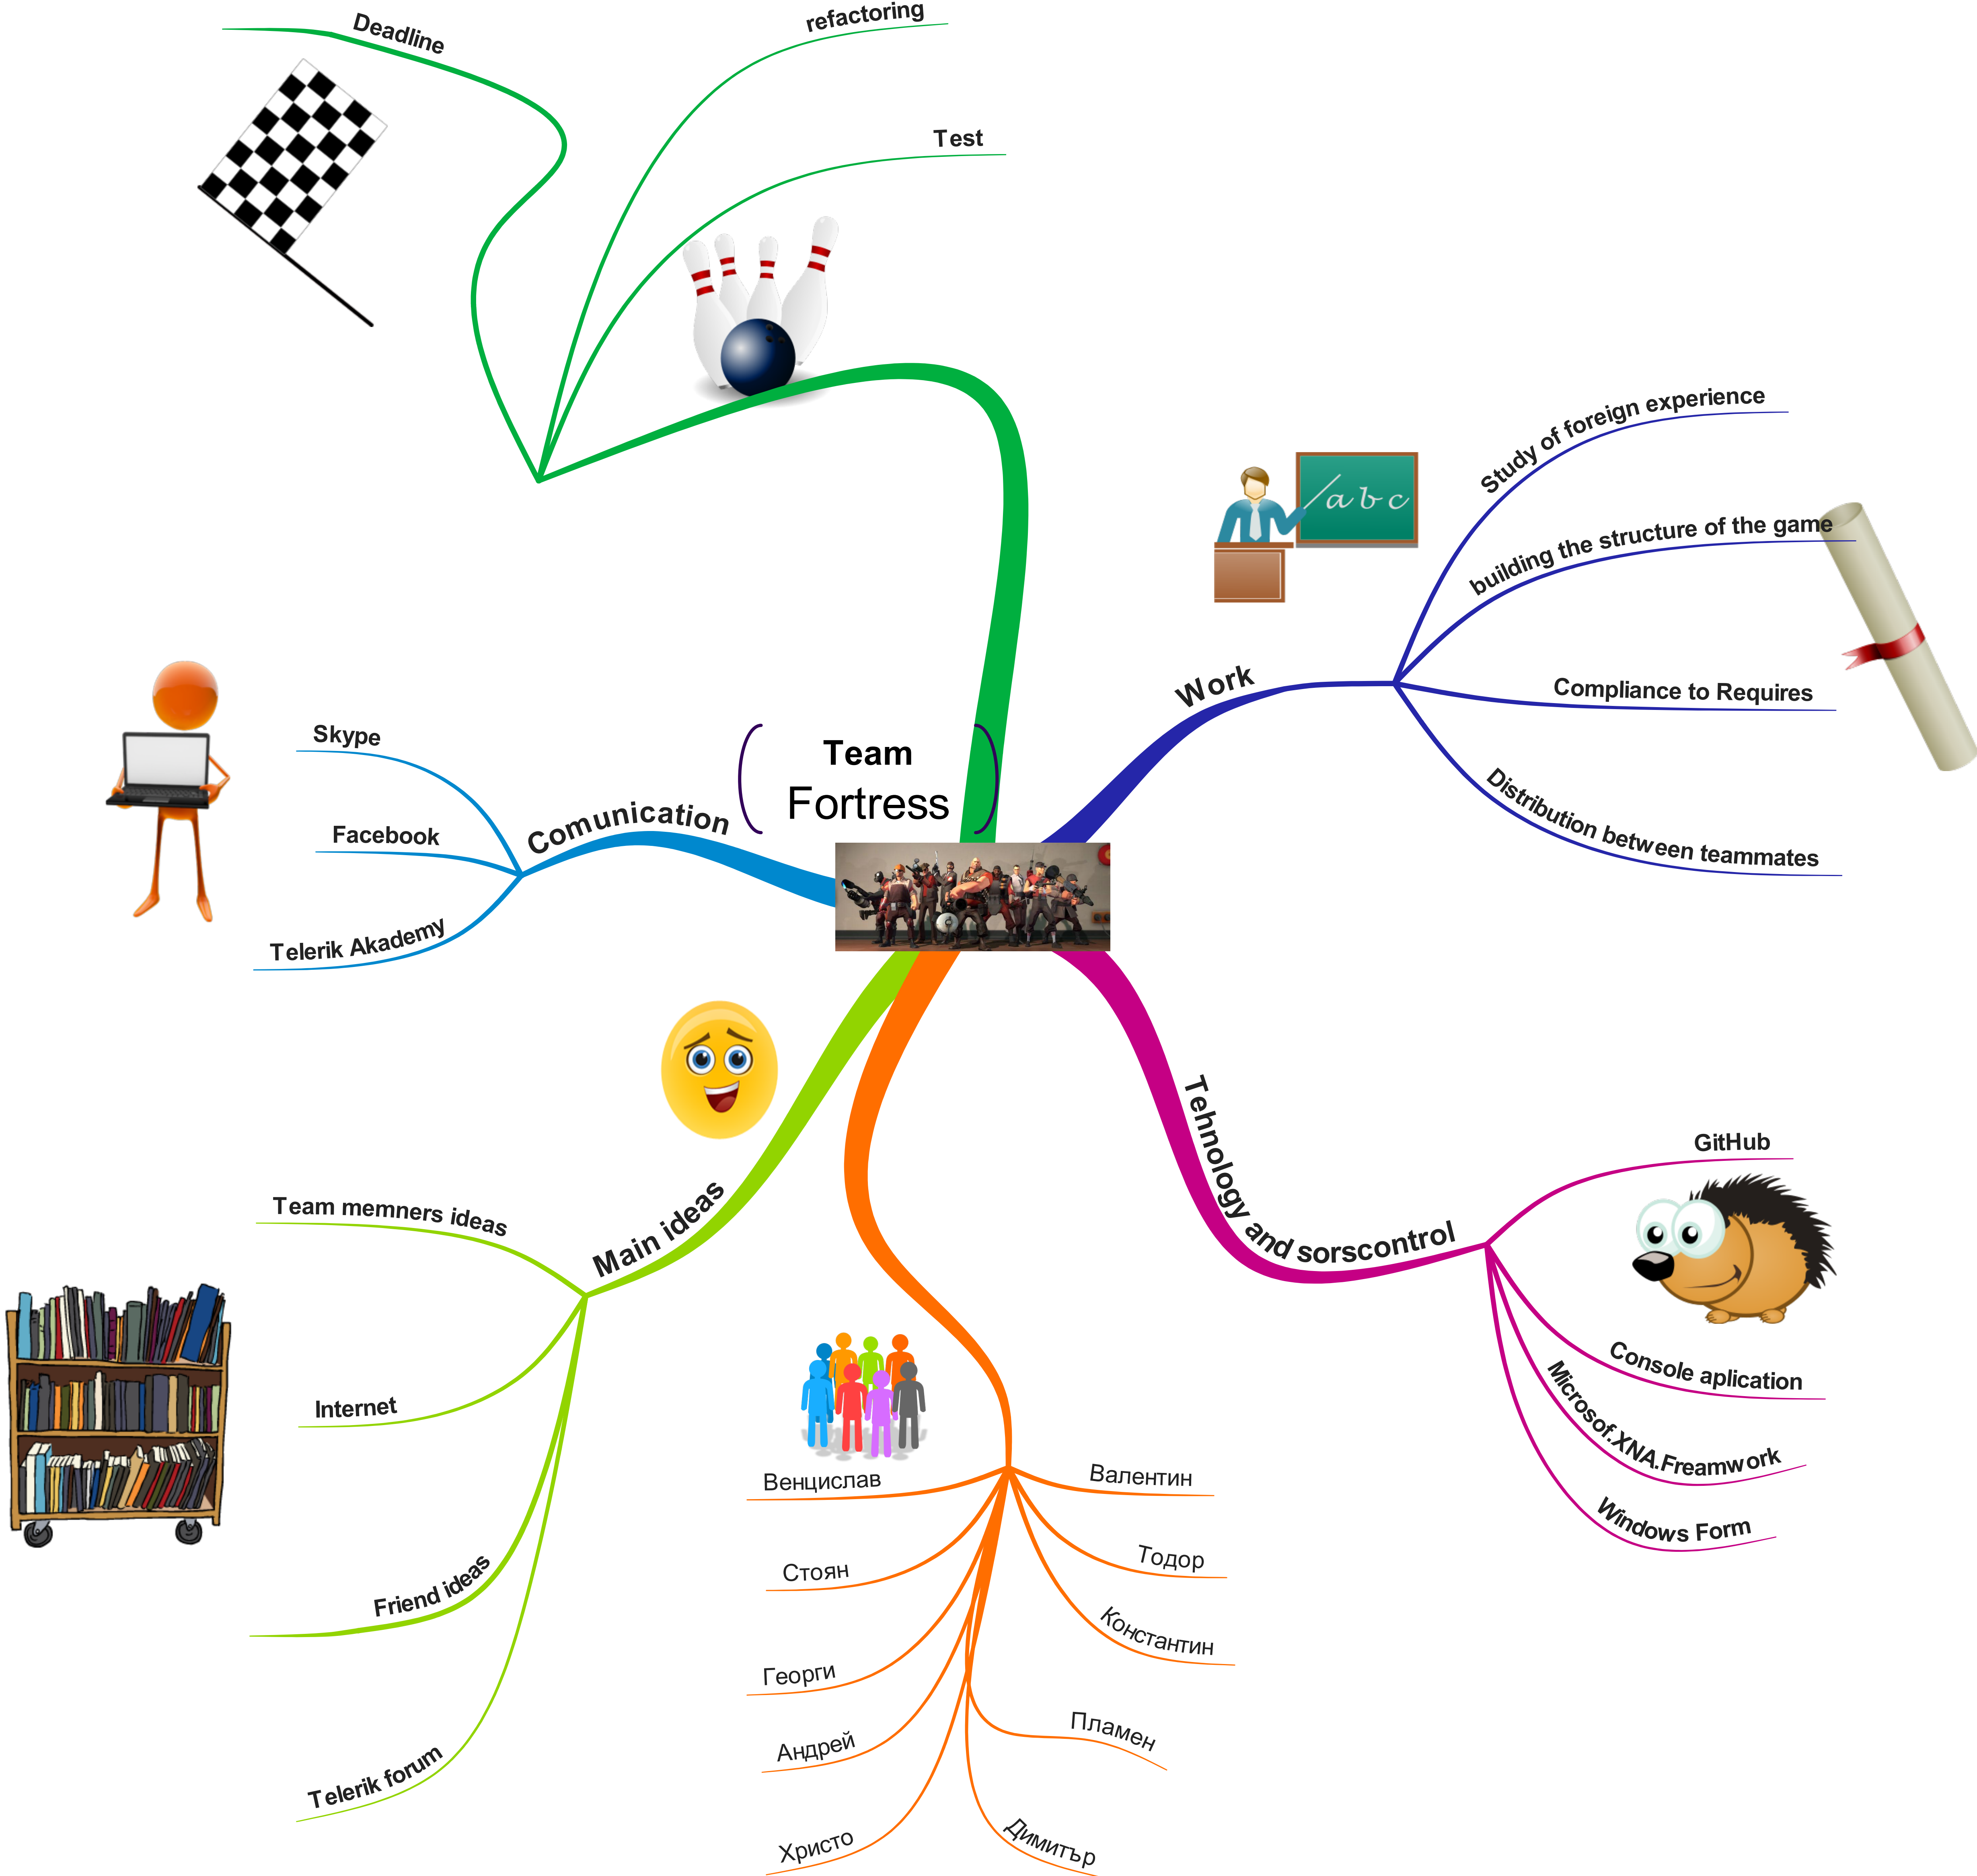 Deadline
refactoring
Test
Team
Fortress
Work
Study of foreign experience
building the structure of the game
Compliance to Requires
Distribution between teammates
abc
Comunication
Skype
Facebook
Telerik Akademy
Main ideas
Team memners ideas
Internet
Friend ideas
Telerik forum
Tehnology and sorscontrol
GitHub
Console aplication
Microsof.XNA.Freamwork
Windows Form
Венцислав
Стоян
Георги
Андрей
Христо
Валентин
Тодор
Константин
Пламен
Димитър